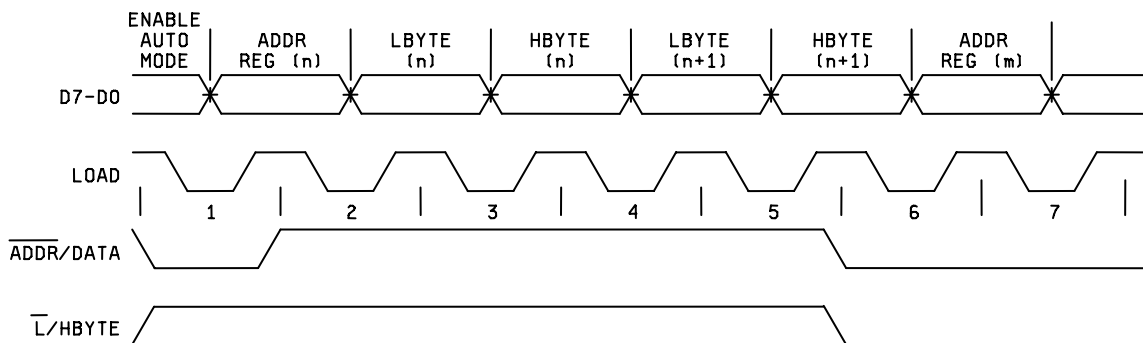 ENABLE
AUTO
MODE
ADDR
REG (n)
LBYTE
(n)
HBYTE
(n)
LBYTE
(n+1)
HBYTE
(n+1)
ADDR
REG (m)
D7-D0
LOAD
1 2 3 4 5 6 7
A̅D̅D̅R̅/DATA
L̅/HBYTE